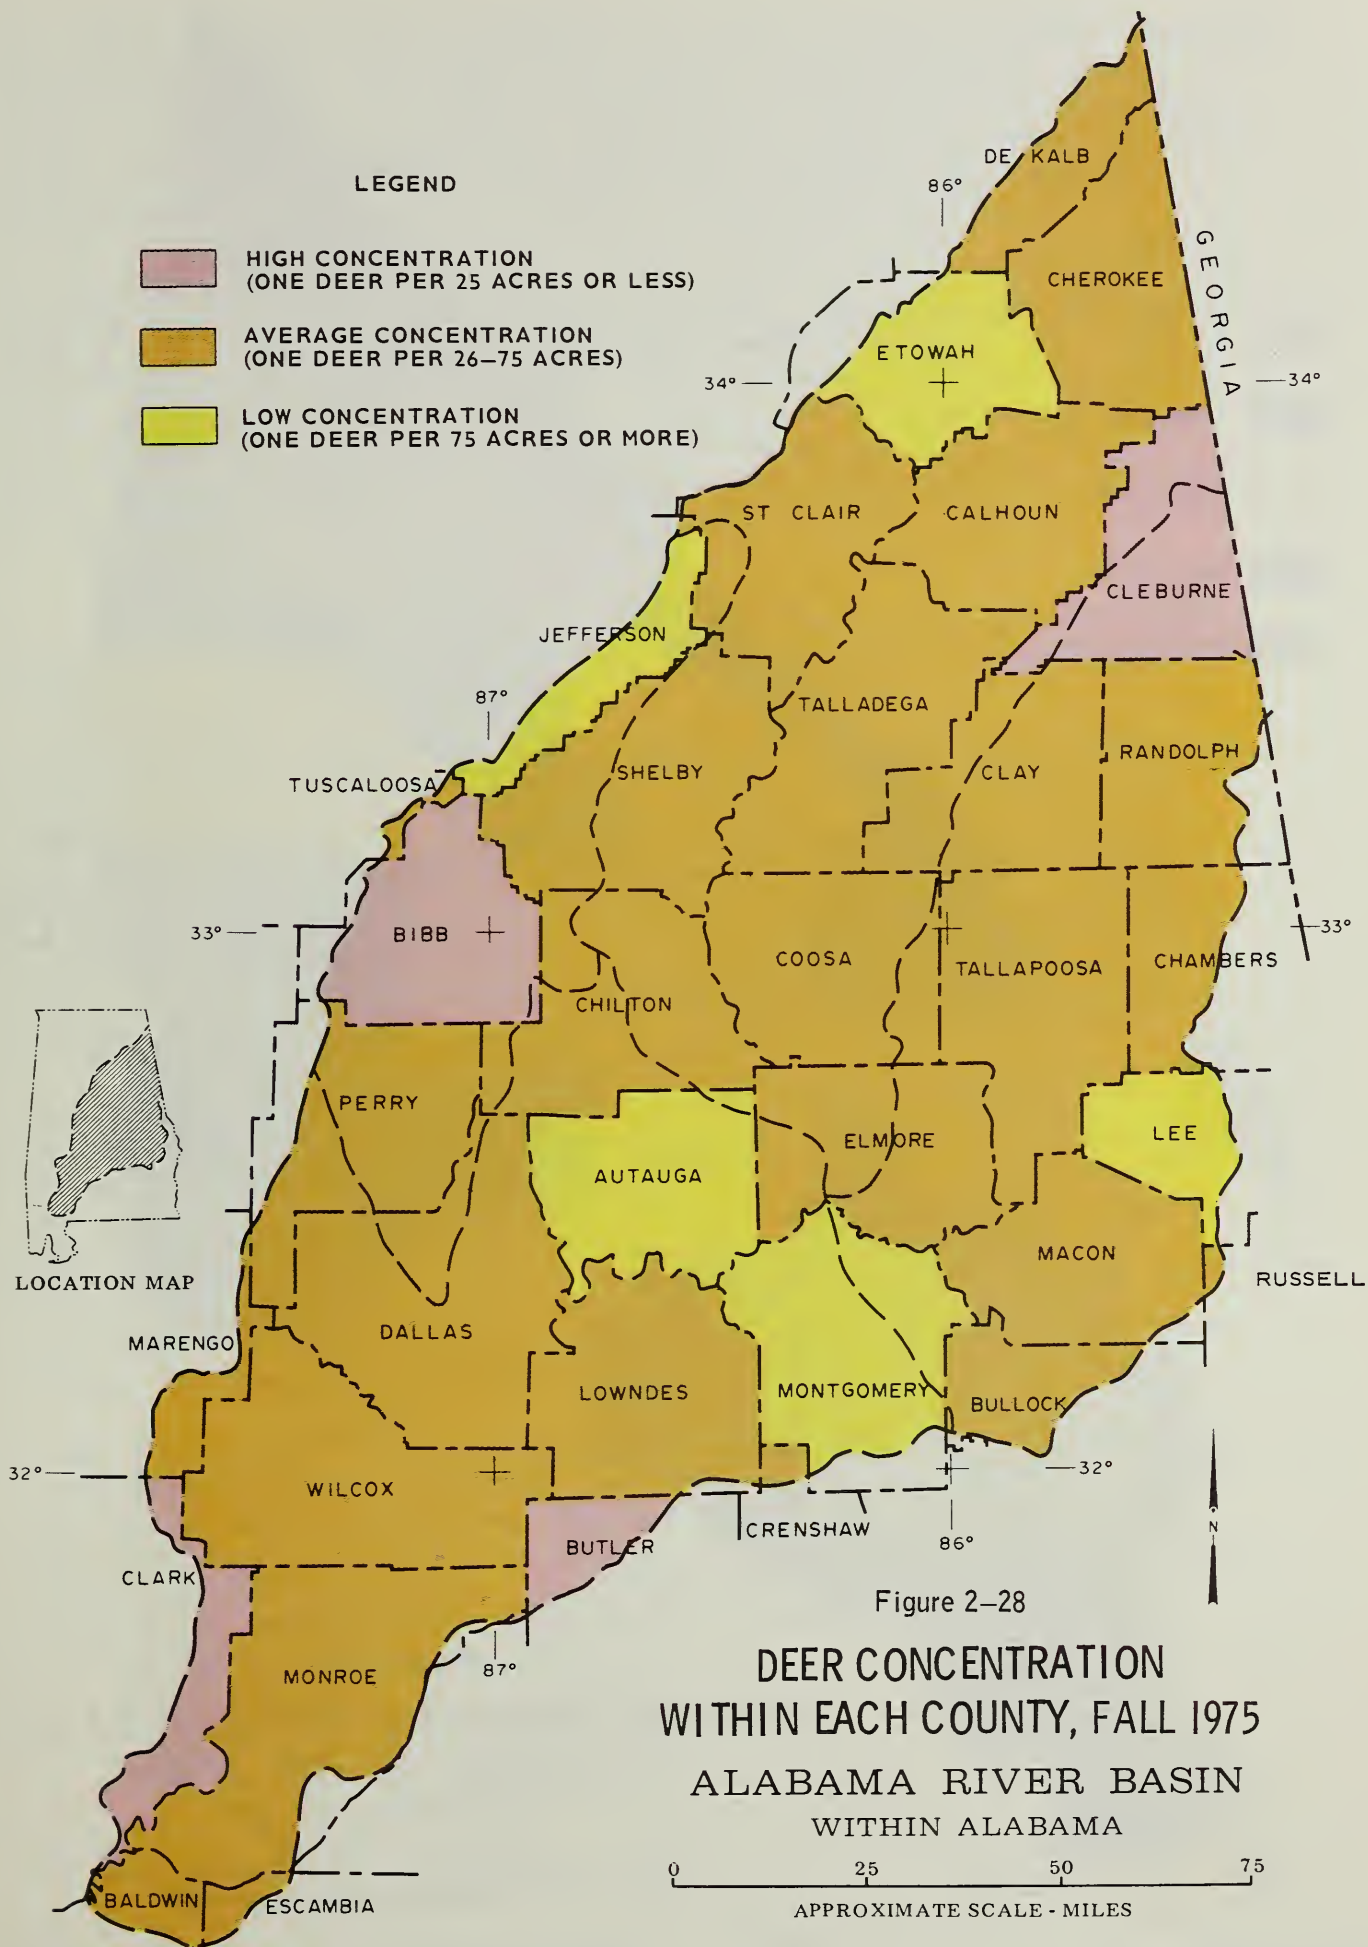 LEGEND
HIGH CONCENTRATION
(ONE DEER PER 25 ACRES OR LESS)
AVERAGE CONCENTRATION
(ONE DEER PER 26–75 ACRES)
LOW CONCENTRATION
(ONE DEER PER 75 ACRES OR MORE)
DE KALB
86°
GEORGIA
CHEROKEE
ETOWAH
34°
34°
ST CLAIR
CALHOUN
CLEBURNE
JEFFERSON
87°
TALLADEGA
TUSCALOOSA
SHELBY
CLAY
RANDOLPH
33°
BIBB
COOSA
TALLAPOOSA
CHAMBERS
33°
CHILTON
PERRY
ELMORE
LEE
AUTAUGA
MACON
LOCATION MAP
RUSSELL
MARENGO
DALLAS
LOWNDES
MONTGOMERY
BULLOCK
32°
32°
WILCOX
CRENSHAW
86°
BUTLER
N
CLARK
MONROE
87°
BALDWIN
ESCAMBIA
Figure 2–28
DEER CONCENTRATION
WITHIN EACH COUNTY, FALL 1975
ALABAMA RIVER BASIN
WITHIN ALABAMA
0 25 50 75
APPROXIMATE SCALE - MILES